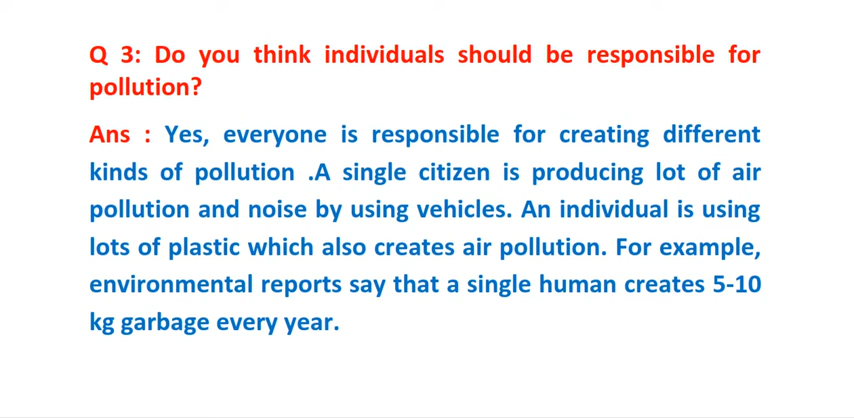 Q 3: Do you think individuals should be responsible for
pollution?
Ans : Yes, everyone is responsible for creating different
kinds of pollution .A single citizen is producing lot of air
pollution and noise by using vehicles. An individual is using
lots of plastic which also creates air pollution. For example,
environmental reports say that a single human creates 5-10
kg garbage every year.